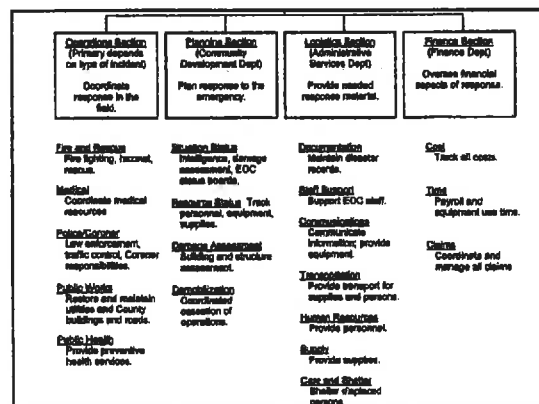 Operations Section
(Primary depends
on type of incident)
Coordinate
response in the
field.
Fire and Rescue
Fire fighting, hazmat,
rescue.
Medical
Coordinate medical
resources
Police/Coroner
Law enforcement,
traffic control, Coroner
responsibilities.
Public Works
Restore and maintain
utilities and County
buildings and roads.
Public Health
Provide preventive
health services.
Planning Section
(Community
Development Dept)
Plan response to the
emergency.
Situation Status
Intelligence, damage
assessment, EOC
status boards.
Resource Status Track
personnel, equipment,
supplies.
Damage Assessment
Building and structure
assessment.
Demobilization
Coordinated
cessation of
operations.
Logistics Section
(Administrative
Services Dept)
Provide needed
response material.
Documentation
Maintain disaster
records.
Staff Support
Support EOC staff.
Communications
Communicate
information; provide
equipment.
Transportation
Provide transport for
supplies and persons.
Human Resources
Provide personnel.
Supply
Provide supplies.
Care and Shelter
Shelter displaced
persons.
Finance Section
(Finance Dept)
Oversee financial
aspects of response.
Cost
Track all costs.
Time
Payroll and
equipment use time.
Claims
Coordinate and
manage all claims